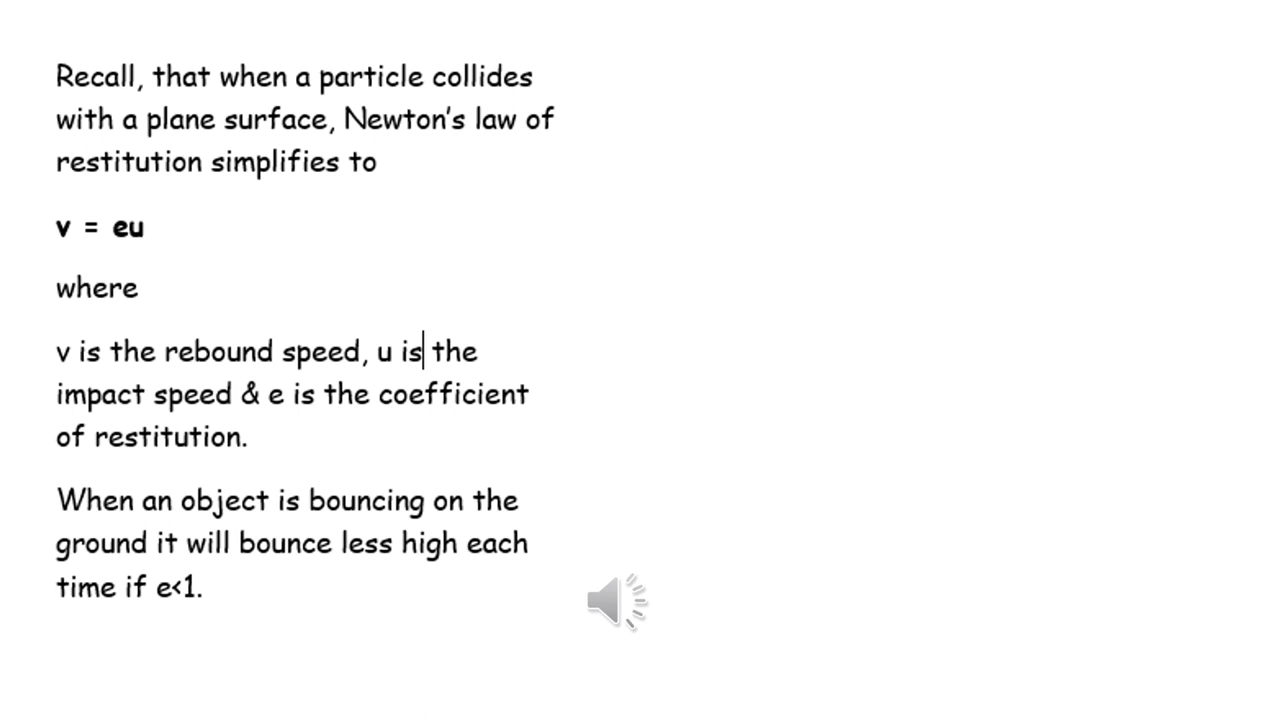 Recall, that when a particle collides
with a plane surface, Newton's law of
restitution simplifies to
v = eu
where
v is the rebound speed, u is the
impact speed & e is the coefficient
of restitution.
When an object is bouncing on the
ground it will bounce less high each
time if e<1.